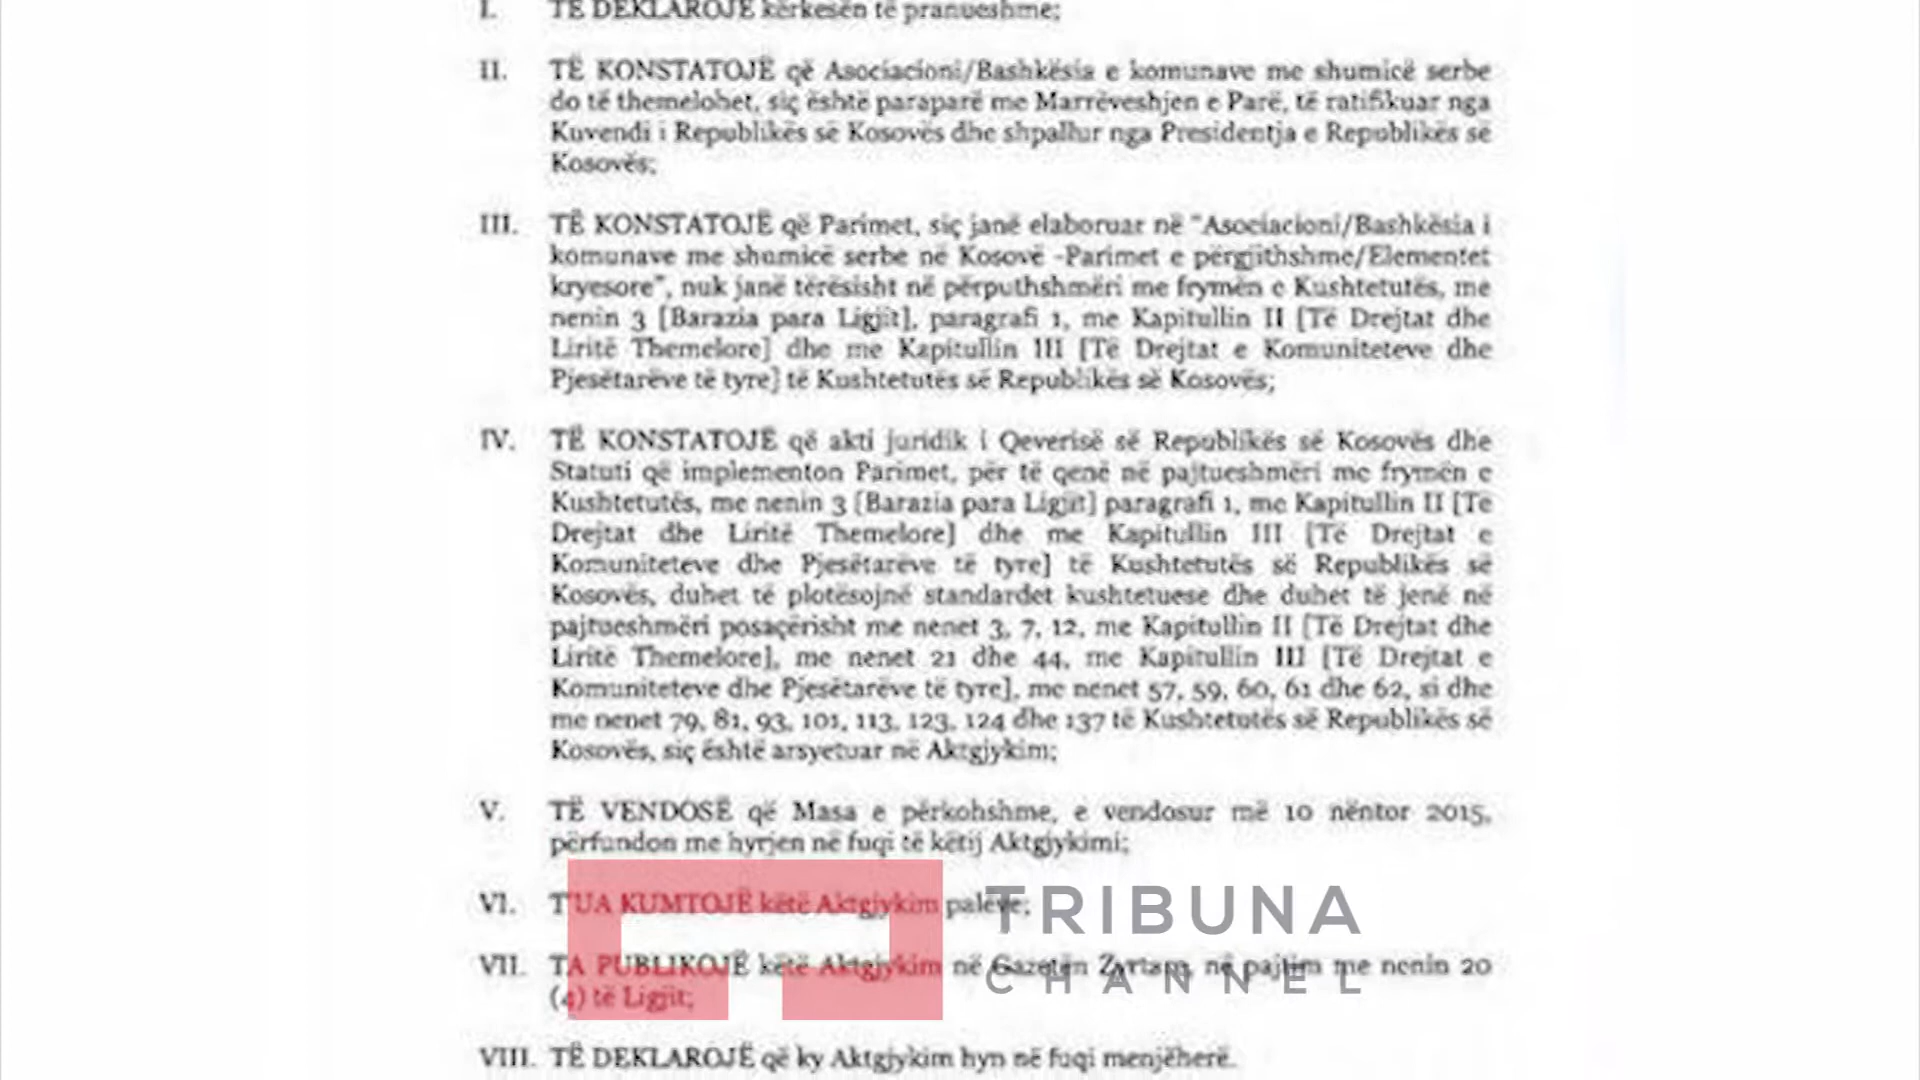 I. TË DEKLAROJË kërkesën të pranueshme;
II. TË KONSTATOJË që Asociacioni/Bashkësia e komunave me shumicë serbe
do të themelohet, siç është paraparë me Marrëveshjen e Parë, të ratifikuar nga
Kuvendi i Republikës së Kosovës dhe shpallur nga Presidentja e Republikës së
Kosovës;
III. TË KONSTATOJË që Parimet, siç janë elaboruar në "Asociacioni/Bashkësia i
komunave me shumicë serbe në Kosovë -Parimet e përgjithshme/Elementet
kryesore", nuk janë tërësisht në përputhshmëri me frymën e Kushtetutës, me
nenin 3 [Barazia para Ligjit], paragrafi 1, me Kapitullin II [Të Drejtat dhe
Liritë Themelore] dhe me Kapitullin III [Të Drejtat e Komuniteteve dhe
Pjesëtarëve të tyre] të Kushtetutës së Republikës së Kosovës;
IV. TË KONSTATOJË që akti juridik i Qeverisë së Republikës së Kosovës dhe
Statuti që implementon Parimet, për të qenë në pajtueshmëri me frymën e
Kushtetutës, me nenin 3 [Barazia para Ligjit] paragrafi 1, me Kapitullin II [Të
Drejtat dhe Liritë Themelore] dhe me Kapitullin III [Të Drejtat e
Komuniteteve dhe Pjesëtarëve të tyre] të Kushtetutës së Republikës së
Kosovës, duhet të plotësojnë standardet kushtetuese dhe duhet të jenë në
pajtueshmëri posaçërisht me nenet 3, 7, 12, me Kapitullin II [Të Drejtat dhe
Liritë Themelore], me nenet 21 dhe 44, me Kapitullin III [Të Drejtat e
Komuniteteve dhe Pjesëtarëve të tyre], me nenet 57, 59, 60, 61 dhe 62, si dhe
me nenet 79, 81, 93, 101, 113, 123, 124 dhe 137 të Kushtetutës së Republikës së
Kosovës, siç është arsyetuar në Aktgjykim;
V. TË VENDOSË që Masa e përkohshme, e vendosur më 10 nëntor 2015,
përfundon me hyrjen në fuqi të këtij Aktgjykimi;
VI. T'UA KUMTOJË këtë Aktgjykim palëve;
VII. TA PUBLIKOJË këtë Aktgjykim në Gazetën Zyrtare, në pajtim me nenin 20
(4) të Ligjit;
VIII. TË DEKLAROJË që ky Aktgjykim hyn në fuqi menjëherë.
TRIBUNA
CHANNEL